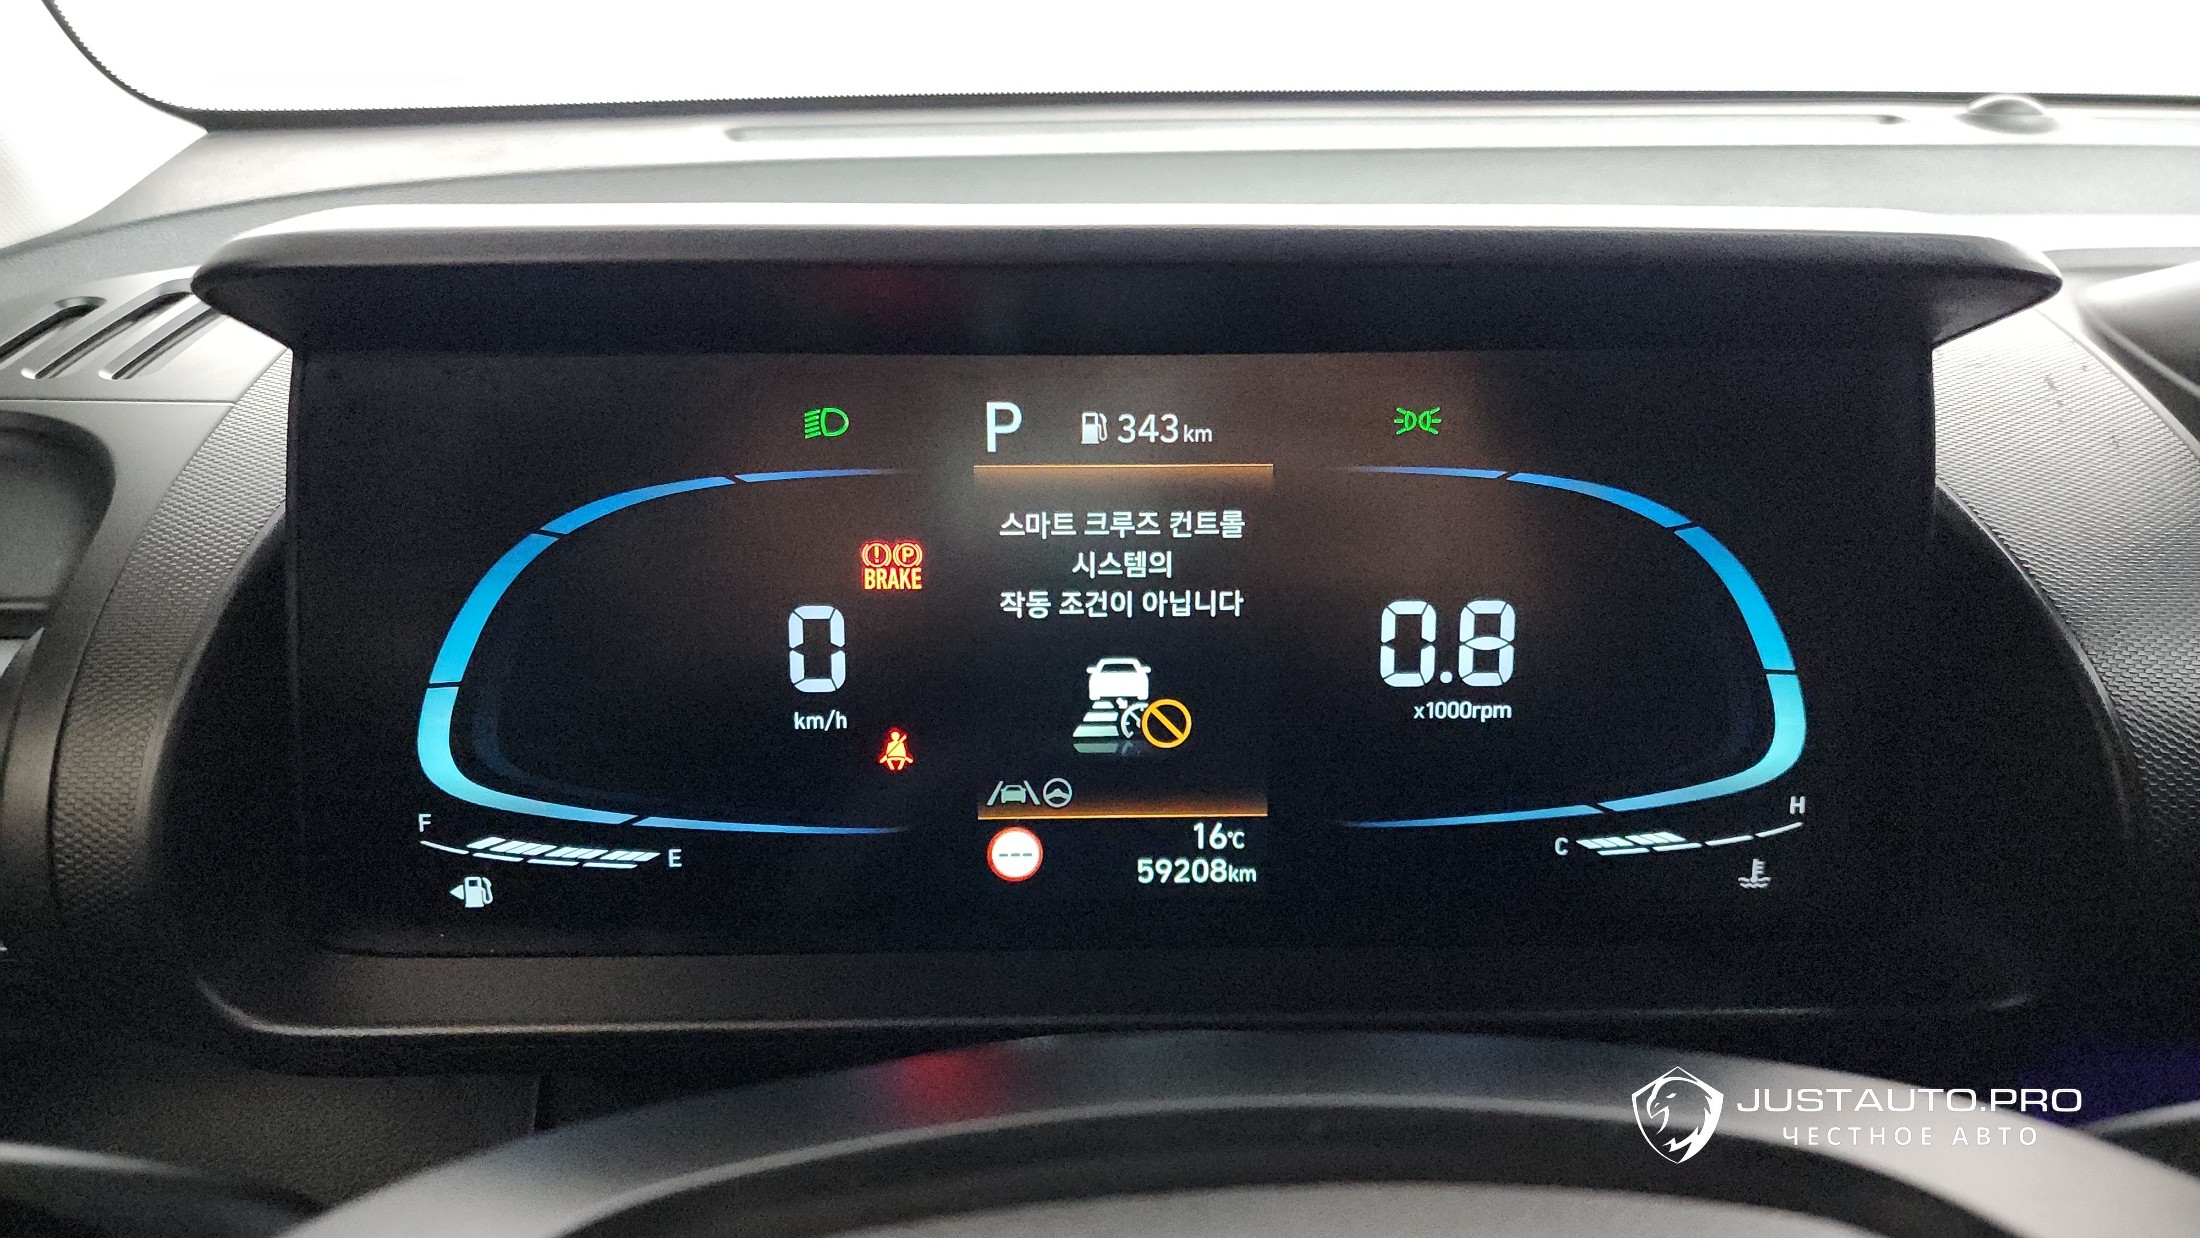 P 343km
스마트 크루즈 컨트롤
시스템의
작동 조건이 아닙니다
(!) (P)
BRAKE
0
km/h
0.8
x1000rpm
F
E
C
H
---
16℃
59208km
JUSTAUTO.PRO
ЧЕСТНОЕ АВТО